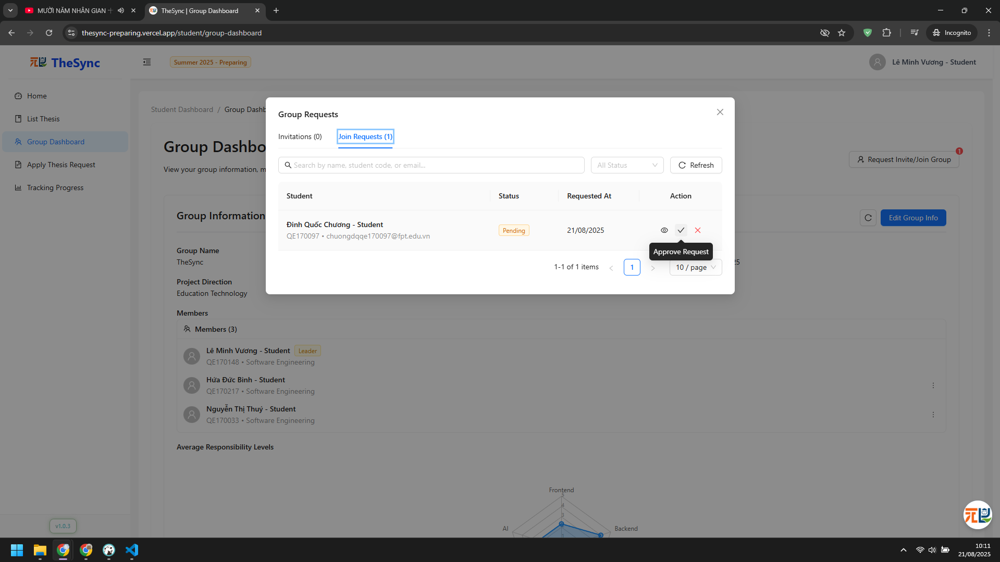 MƯỜI NĂM NHÂN GIAN
TheSync | Group Dashboard
thesync-preparing.vercel.app/student/group-dashboard
Incognito
TheSync
Summer 2025 - Preparing
Lê Minh Vương - Student
Home
List Thesis
Group Dashboard
Apply Thesis Request
Tracking Progress
v1.0.3
Student Dashboard / Group Dashb
Group Dashbo
View your group information, m
Request Invite/Join Group
1
Group Information
Edit Group Info
Group Name
TheSync
25
Project Direction
Education Technology
Members
Members (3)
Lê Minh Vương - Student Leader
QE170148 • Software Engineering
Hứa Đức Bình - Student
QE170217 • Software Engineering
Nguyễn Thị Thuý - Student
QE170033 • Software Engineering
Average Responsibility Levels
Frontend
5
4
3
1
AI
Backend
Group Requests
Invitations (0)
Join Requests (1)
Search by name, student code, or email...
All Status
Refresh
Student Status Requested At Action
Đinh Quốc Chương - Student
QE170097 • chuongdqqe170097@fpt.edu.vn
Pending
21/08/2025
Approve Request
1-1 of 1 items
1
10 / page
10:11
21/08/2025